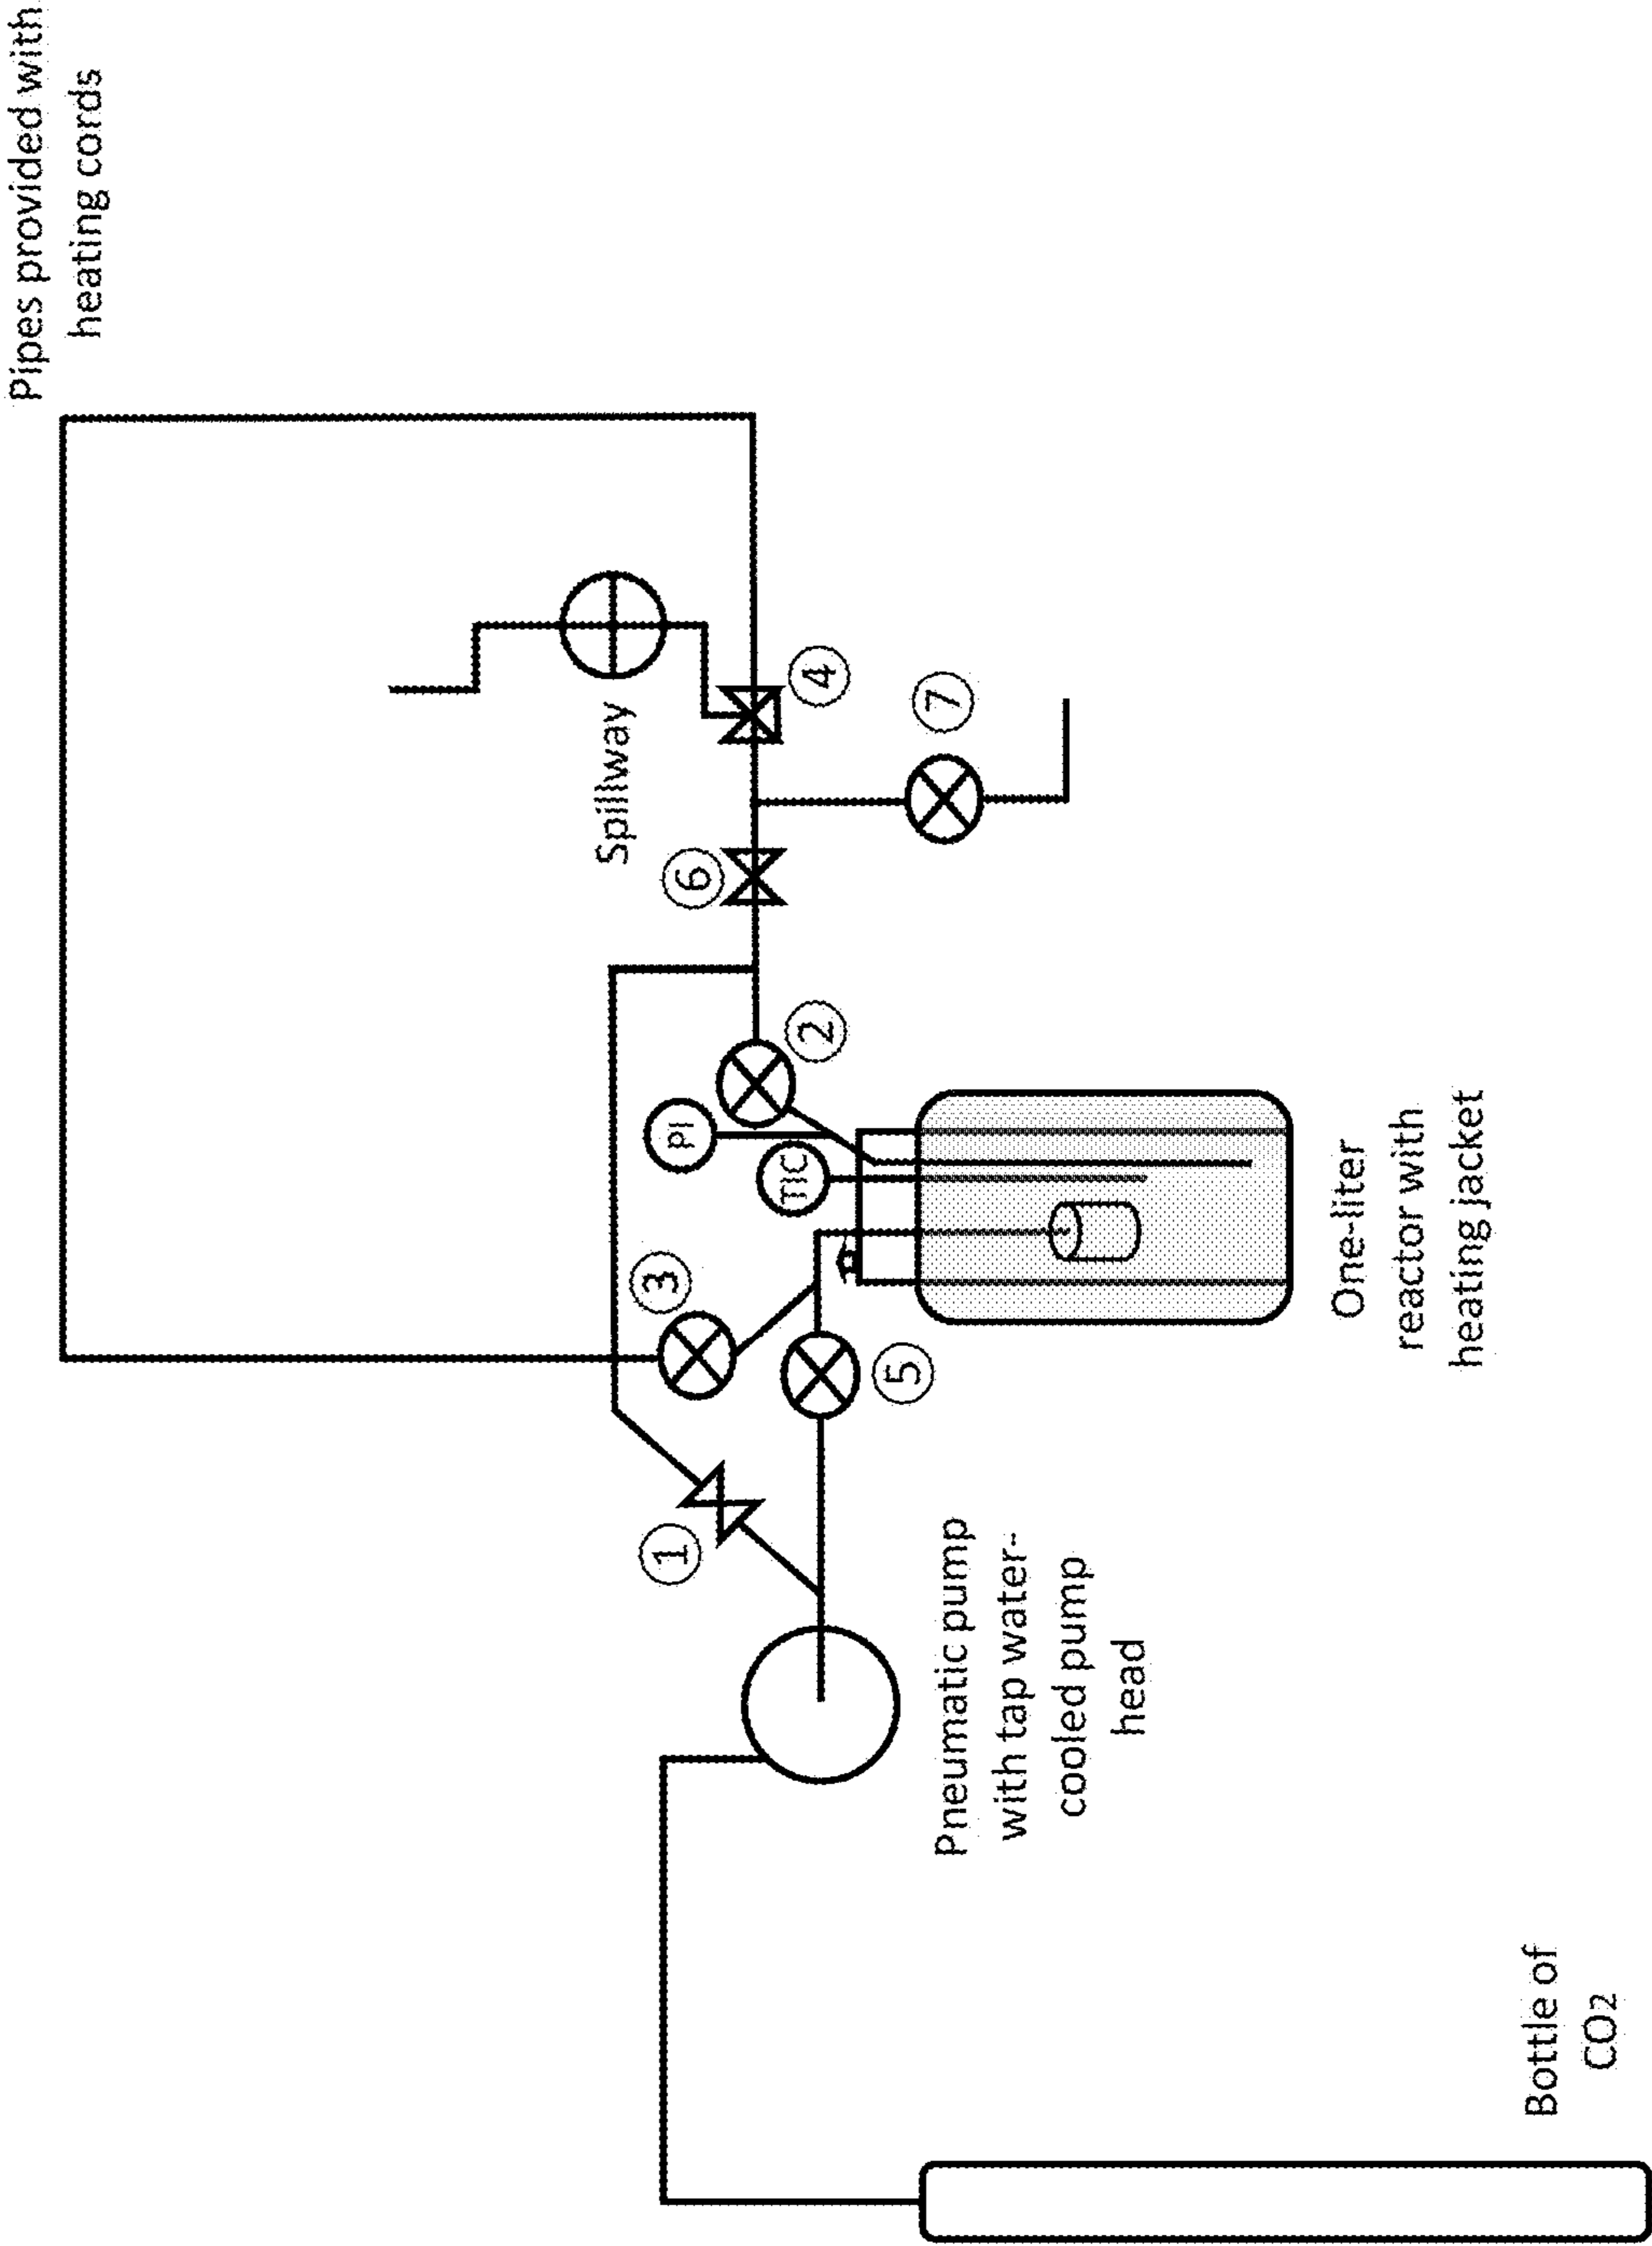 Pipes provided with
heating cords
Spillway
4
7
6
2
PI
TIC
3
5
1
One-liter
reactor with
heating jacket
Pneumatic pump
with tap water-
cooled pump
head
Bottle of
CO2